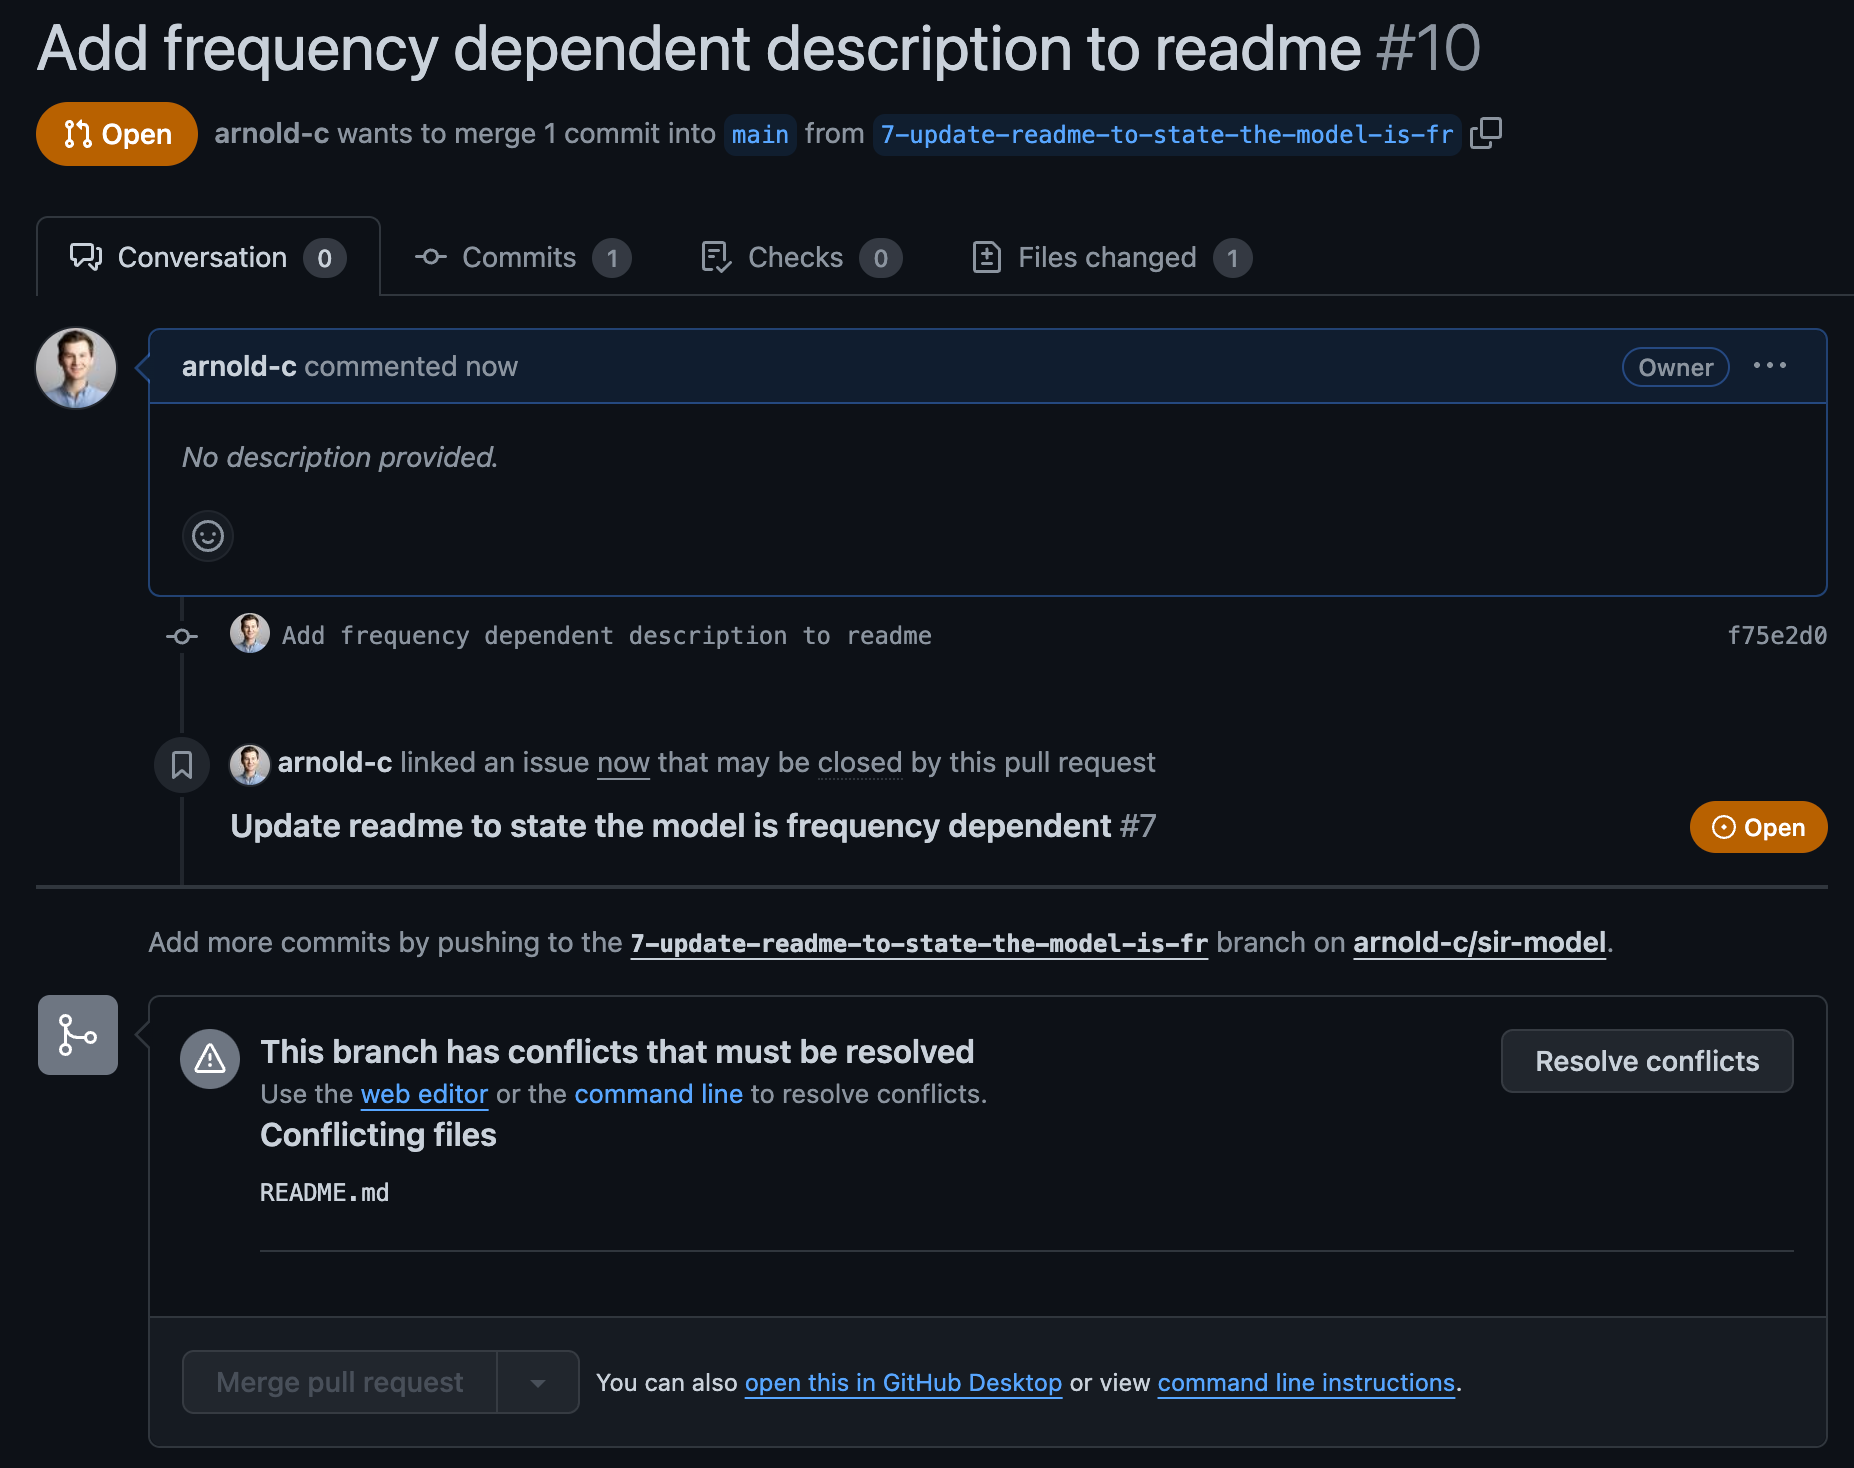 Add frequency dependent description to readme #10
Open arnold-c wants to merge 1 commit into main from 7-update-readme-to-state-the-model-is-fr
Conversation 0 Commits 1 Checks 0 Files changed 1
arnold-c commented now Owner
No description provided.
Add frequency dependent description to readme f75e2d0
arnold-c linked an issue now that may be closed by this pull request
Update readme to state the model is frequency dependent #7 Open
Add more commits by pushing to the 7-update-readme-to-state-the-model-is-fr branch on arnold-c/sir-model.
This branch has conflicts that must be resolved
Resolve conflicts
Use the web editor or the command line to resolve conflicts.
Conflicting files
README.md
Merge pull request You can also open this in GitHub Desktop or view command line instructions.